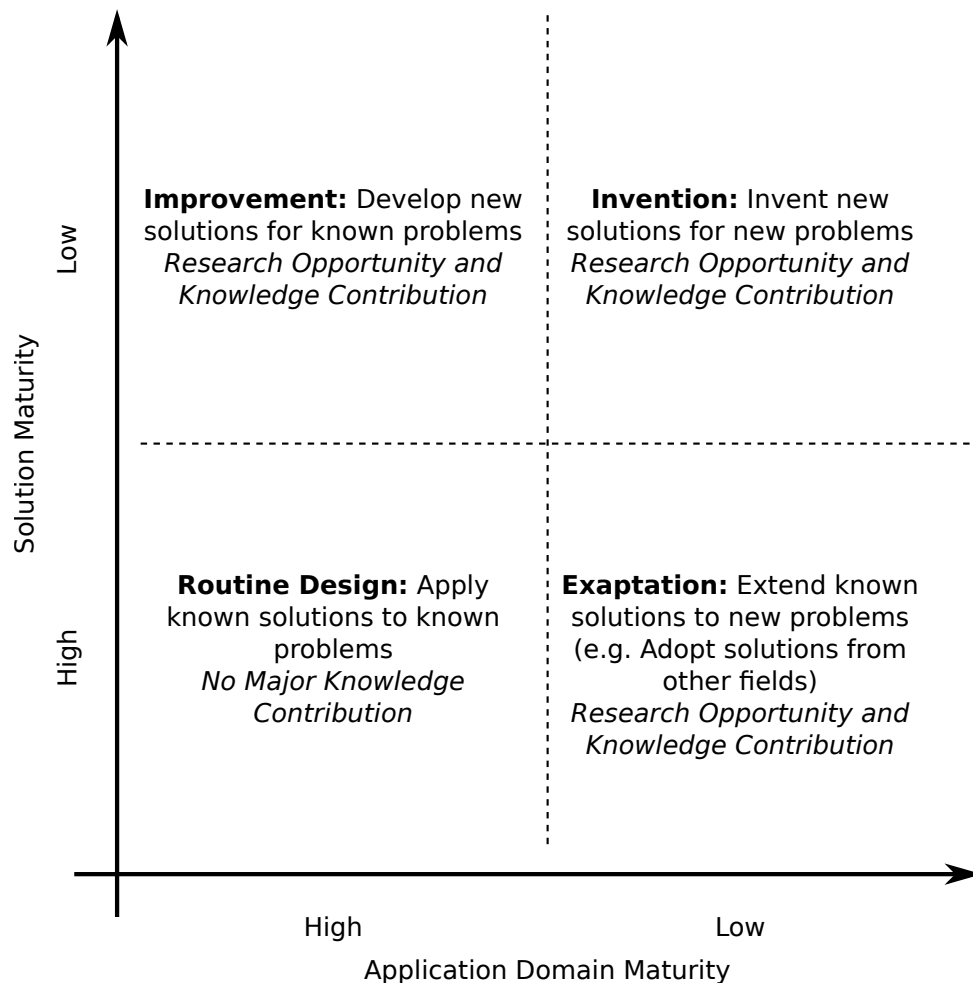 Improvement: Develop new
solutions for known problems
Research Opportunity and
Knowledge Contribution
Invention: Invent new
solutions for new problems
Research Opportunity and
Knowledge Contribution
Low
Solution Maturity
High
Routine Design: Apply
known solutions to known
problems
No Major Knowledge
Contribution
Exaptation: Extend known
solutions to new problems
(e.g. Adopt solutions from
other fields)
Research Opportunity and
Knowledge Contribution
High
Low
Application Domain Maturity